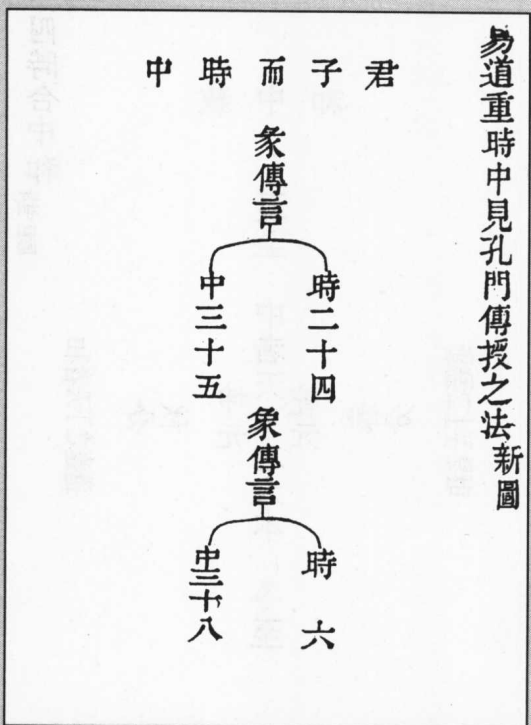 易道重時中見孔門傳授之法新圖
君子而時中
彖傳言
時二十四
中三十五
象傳言
時六
中三十八